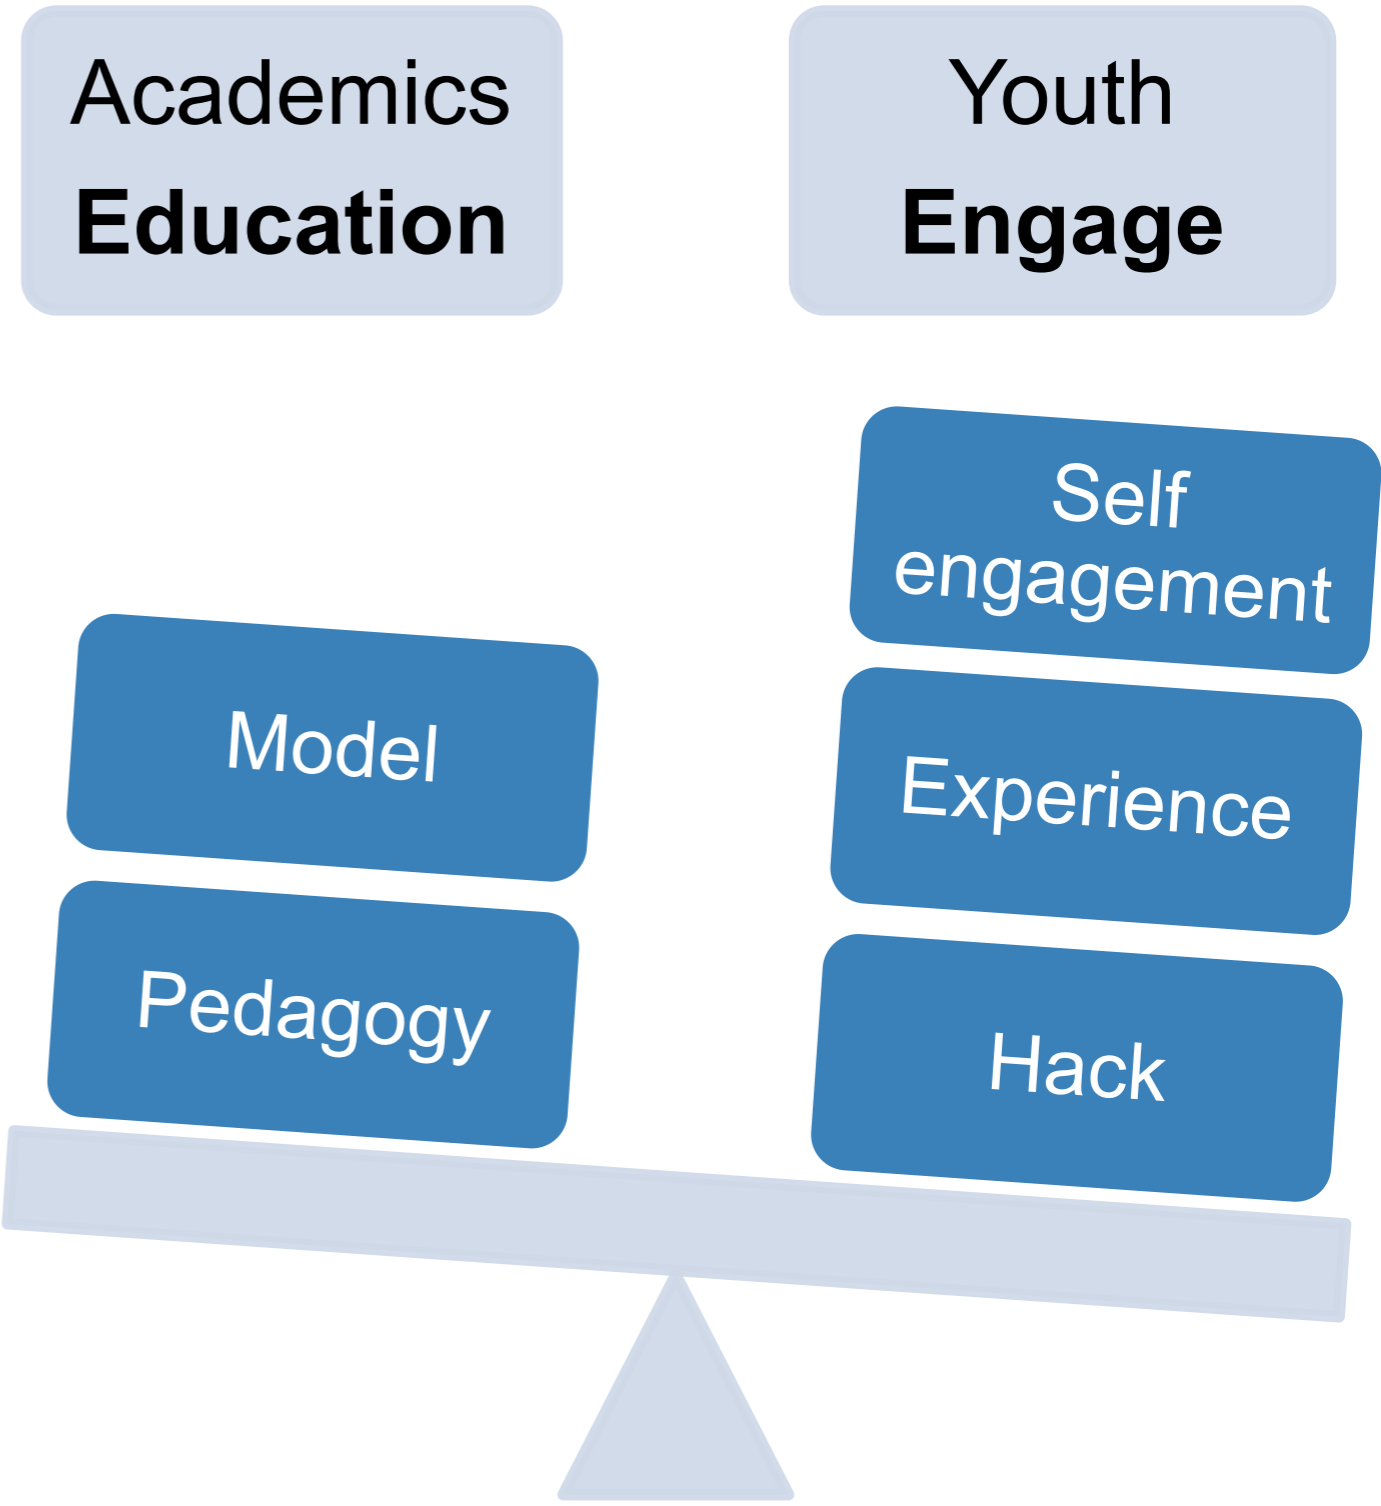 Academics
Education
Youth
Engage
Model
Pedagogy
Self
engagement
Experience
Hack